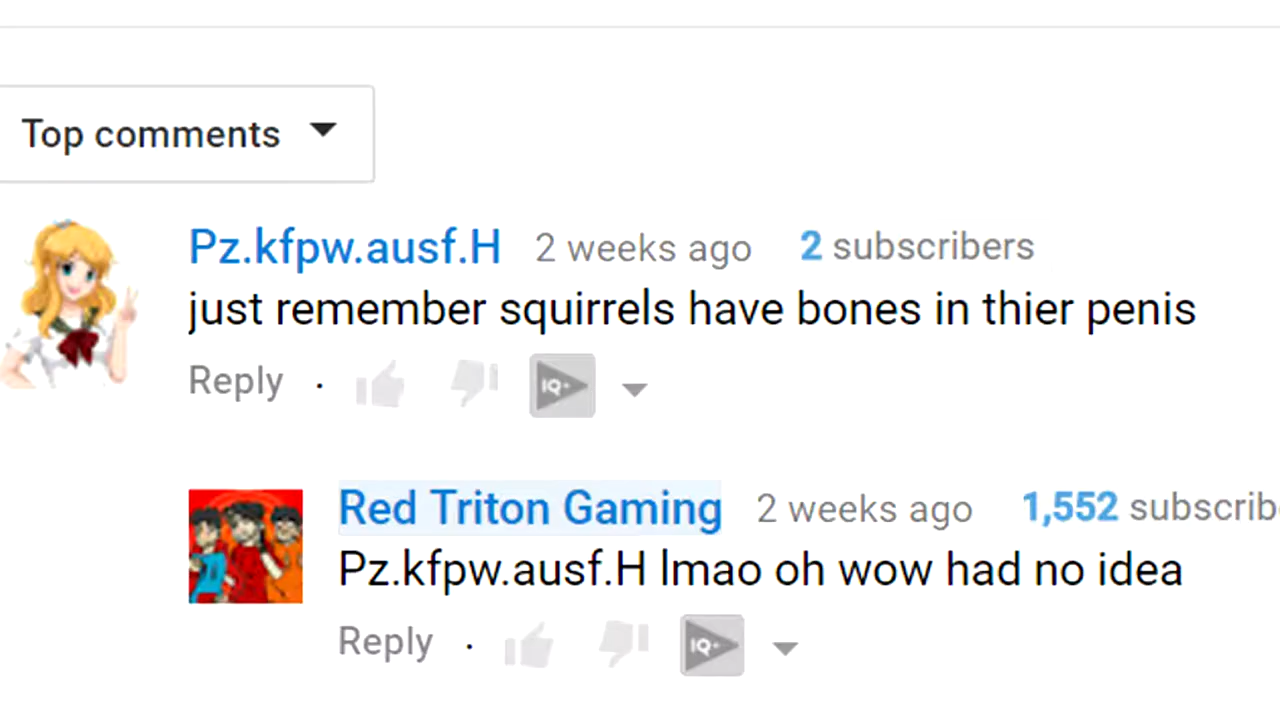 Top comments
Pz.kfpw.ausf.H 2 weeks ago 2 subscribers
just remember squirrels have bones in thier penis
Reply · IQ+
Red Triton Gaming 2 weeks ago 1,552 subscrib
Pz.kfpw.ausf.H lmao oh wow had no idea
Reply · IQ+